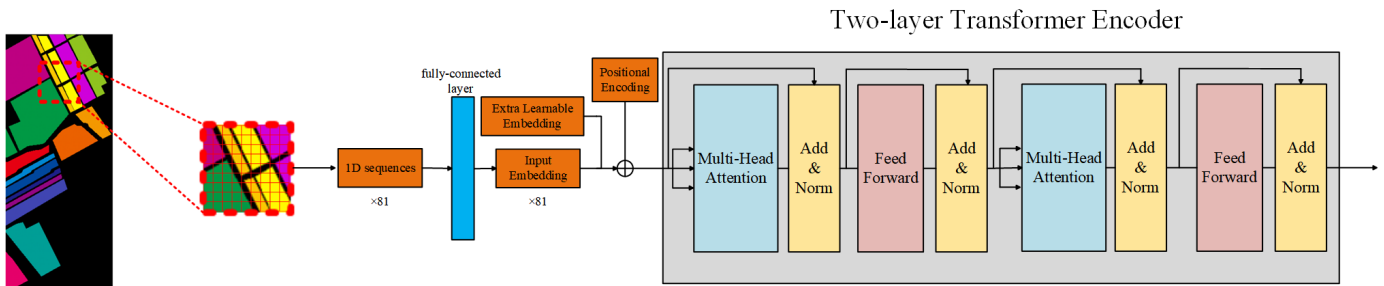 Two-layer Transformer Encoder
fully-connected
layer
Positional
Encoding
Extra Learnable
Embedding
1D sequences
×81
Input
Embedding
×81
Multi-Head
Attention
Add
&
Norm
Feed
Forward
Add
&
Norm
Multi-Head
Attention
Add
&
Norm
Feed
Forward
Add
&
Norm